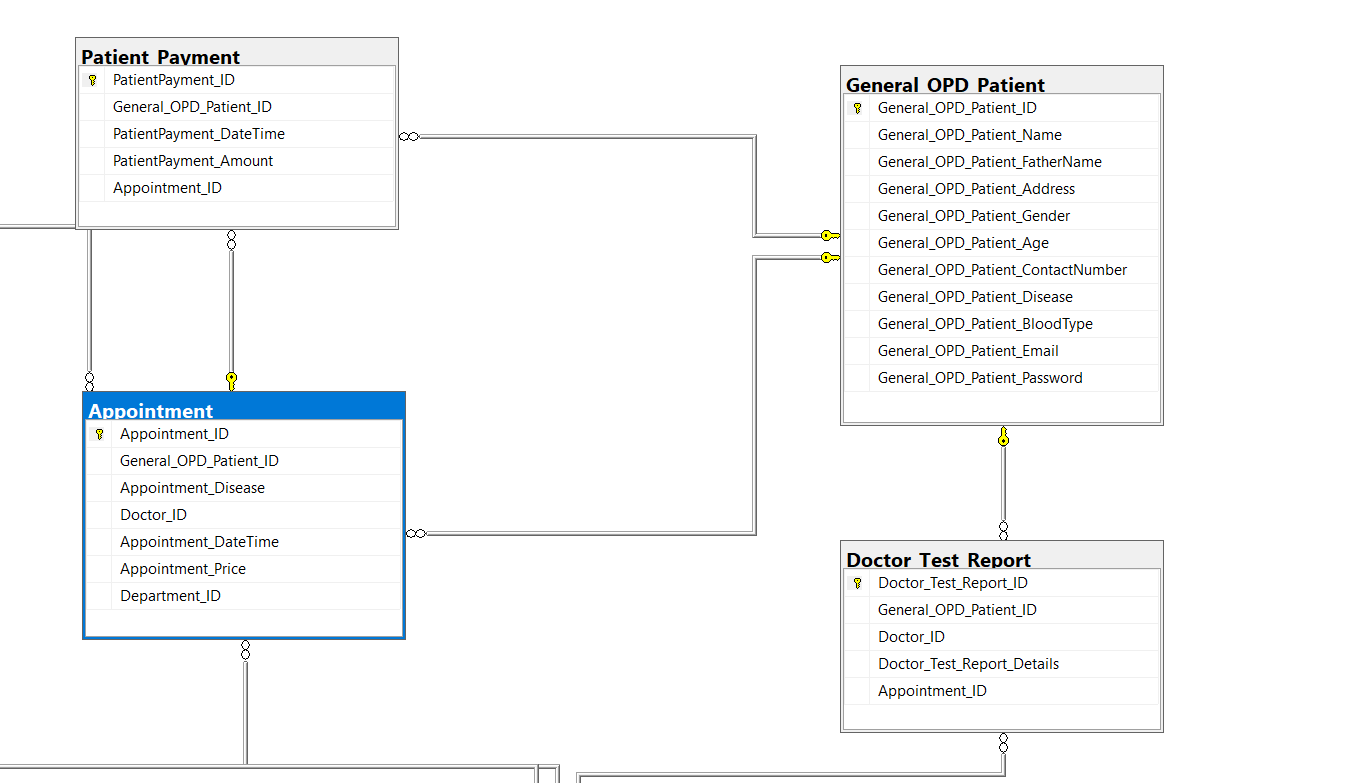 Patient_Payment
PatientPayment_ID
General_OPD_Patient_ID
PatientPayment_DateTime
PatientPayment_Amount
Appointment_ID
General_OPD_Patient
General_OPD_Patient_ID
General_OPD_Patient_Name
General_OPD_Patient_FatherName
General_OPD_Patient_Address
General_OPD_Patient_Gender
General_OPD_Patient_Age
General_OPD_Patient_ContactNumber
General_OPD_Patient_Disease
General_OPD_Patient_BloodType
General_OPD_Patient_Email
General_OPD_Patient_Password
Appointment
Appointment_ID
General_OPD_Patient_ID
Appointment_Disease
Doctor_ID
Appointment_DateTime
Appointment_Price
Department_ID
Doctor_Test_Report
Doctor_Test_Report_ID
General_OPD_Patient_ID
Doctor_ID
Doctor_Test_Report_Details
Appointment_ID